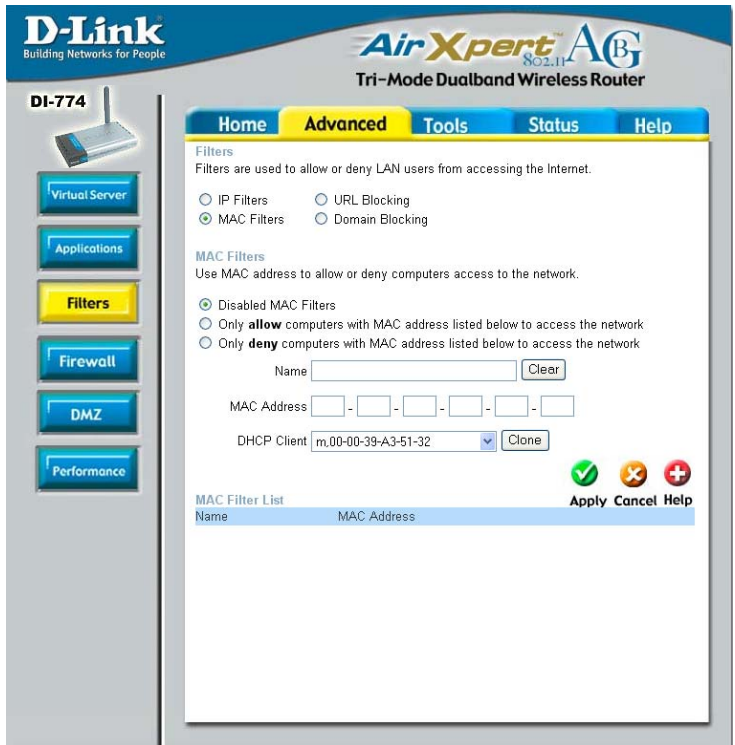 D-Link
Building Networks for People
Air Xpert 802.11 ABG
Tri-Mode Dualband Wireless Router
DI-774
Home Advanced Tools Status Help
Virtual Server
Applications
Filters
Firewall
DMZ
Performance
Filters
Filters are used to allow or deny LAN users from accessing the Internet.
IP Filters URL Blocking
MAC Filters Domain Blocking
MAC Filters
Use MAC address to allow or deny computers access to the network.
Disabled MAC Filters
Only allow computers with MAC address listed below to access the network
Only deny computers with MAC address listed below to access the network
Name Clear
MAC Address - - - - -
DHCP Client m,00-00-39-A3-51-32 Clone
Apply Cancel Help
MAC Filter List
Name MAC Address